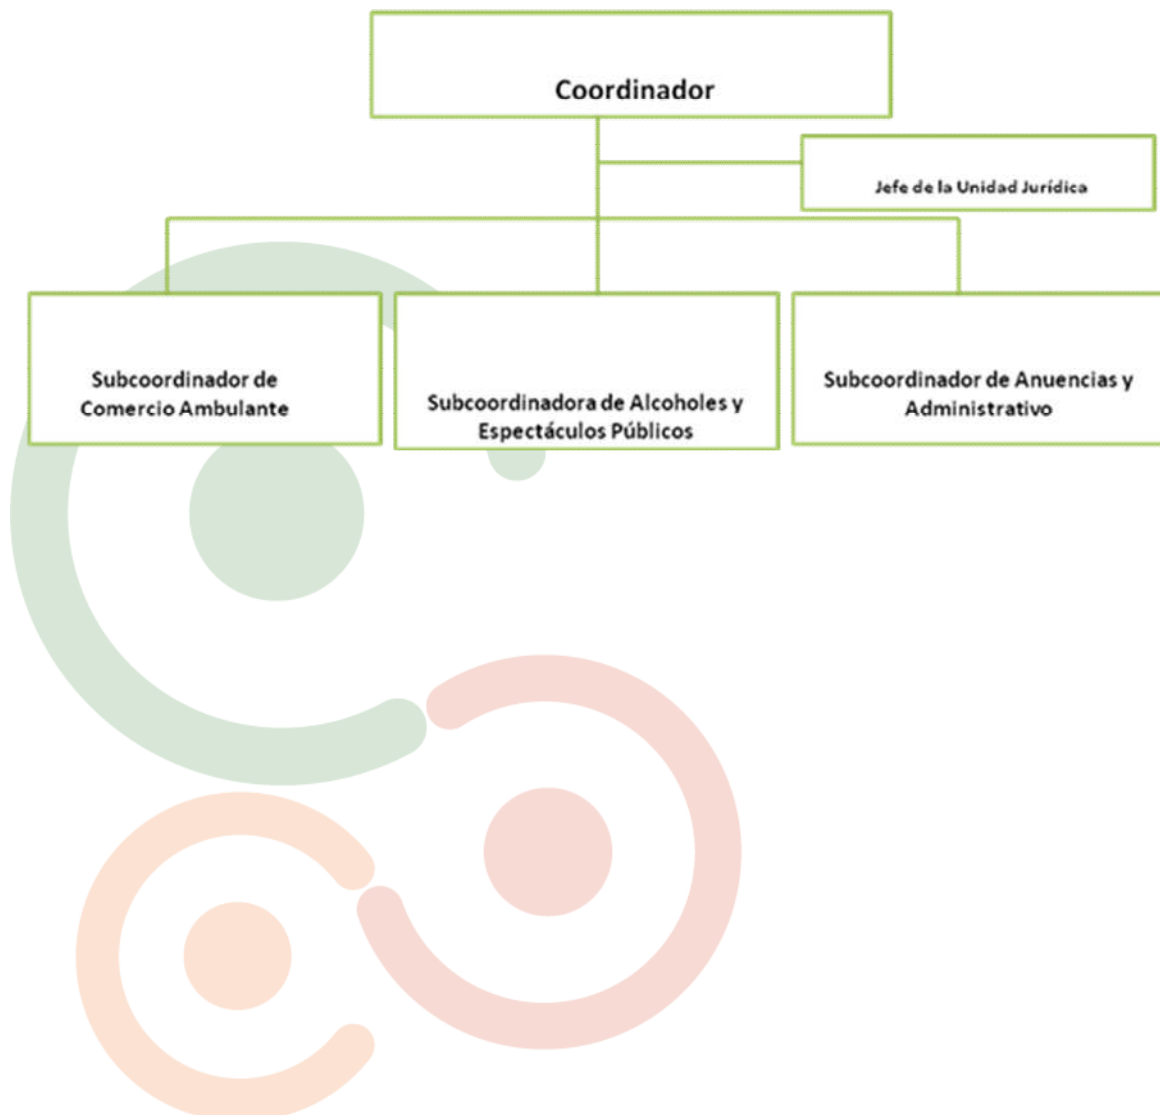 Coordinador
Jefe de la Unidad Jurídica
Subcoordinador de
Comercio Ambulante
Subcoordinadora de Alcoholes y
Espectáculos Públicos
Subcoordinador de Anuencias y
Administrativo